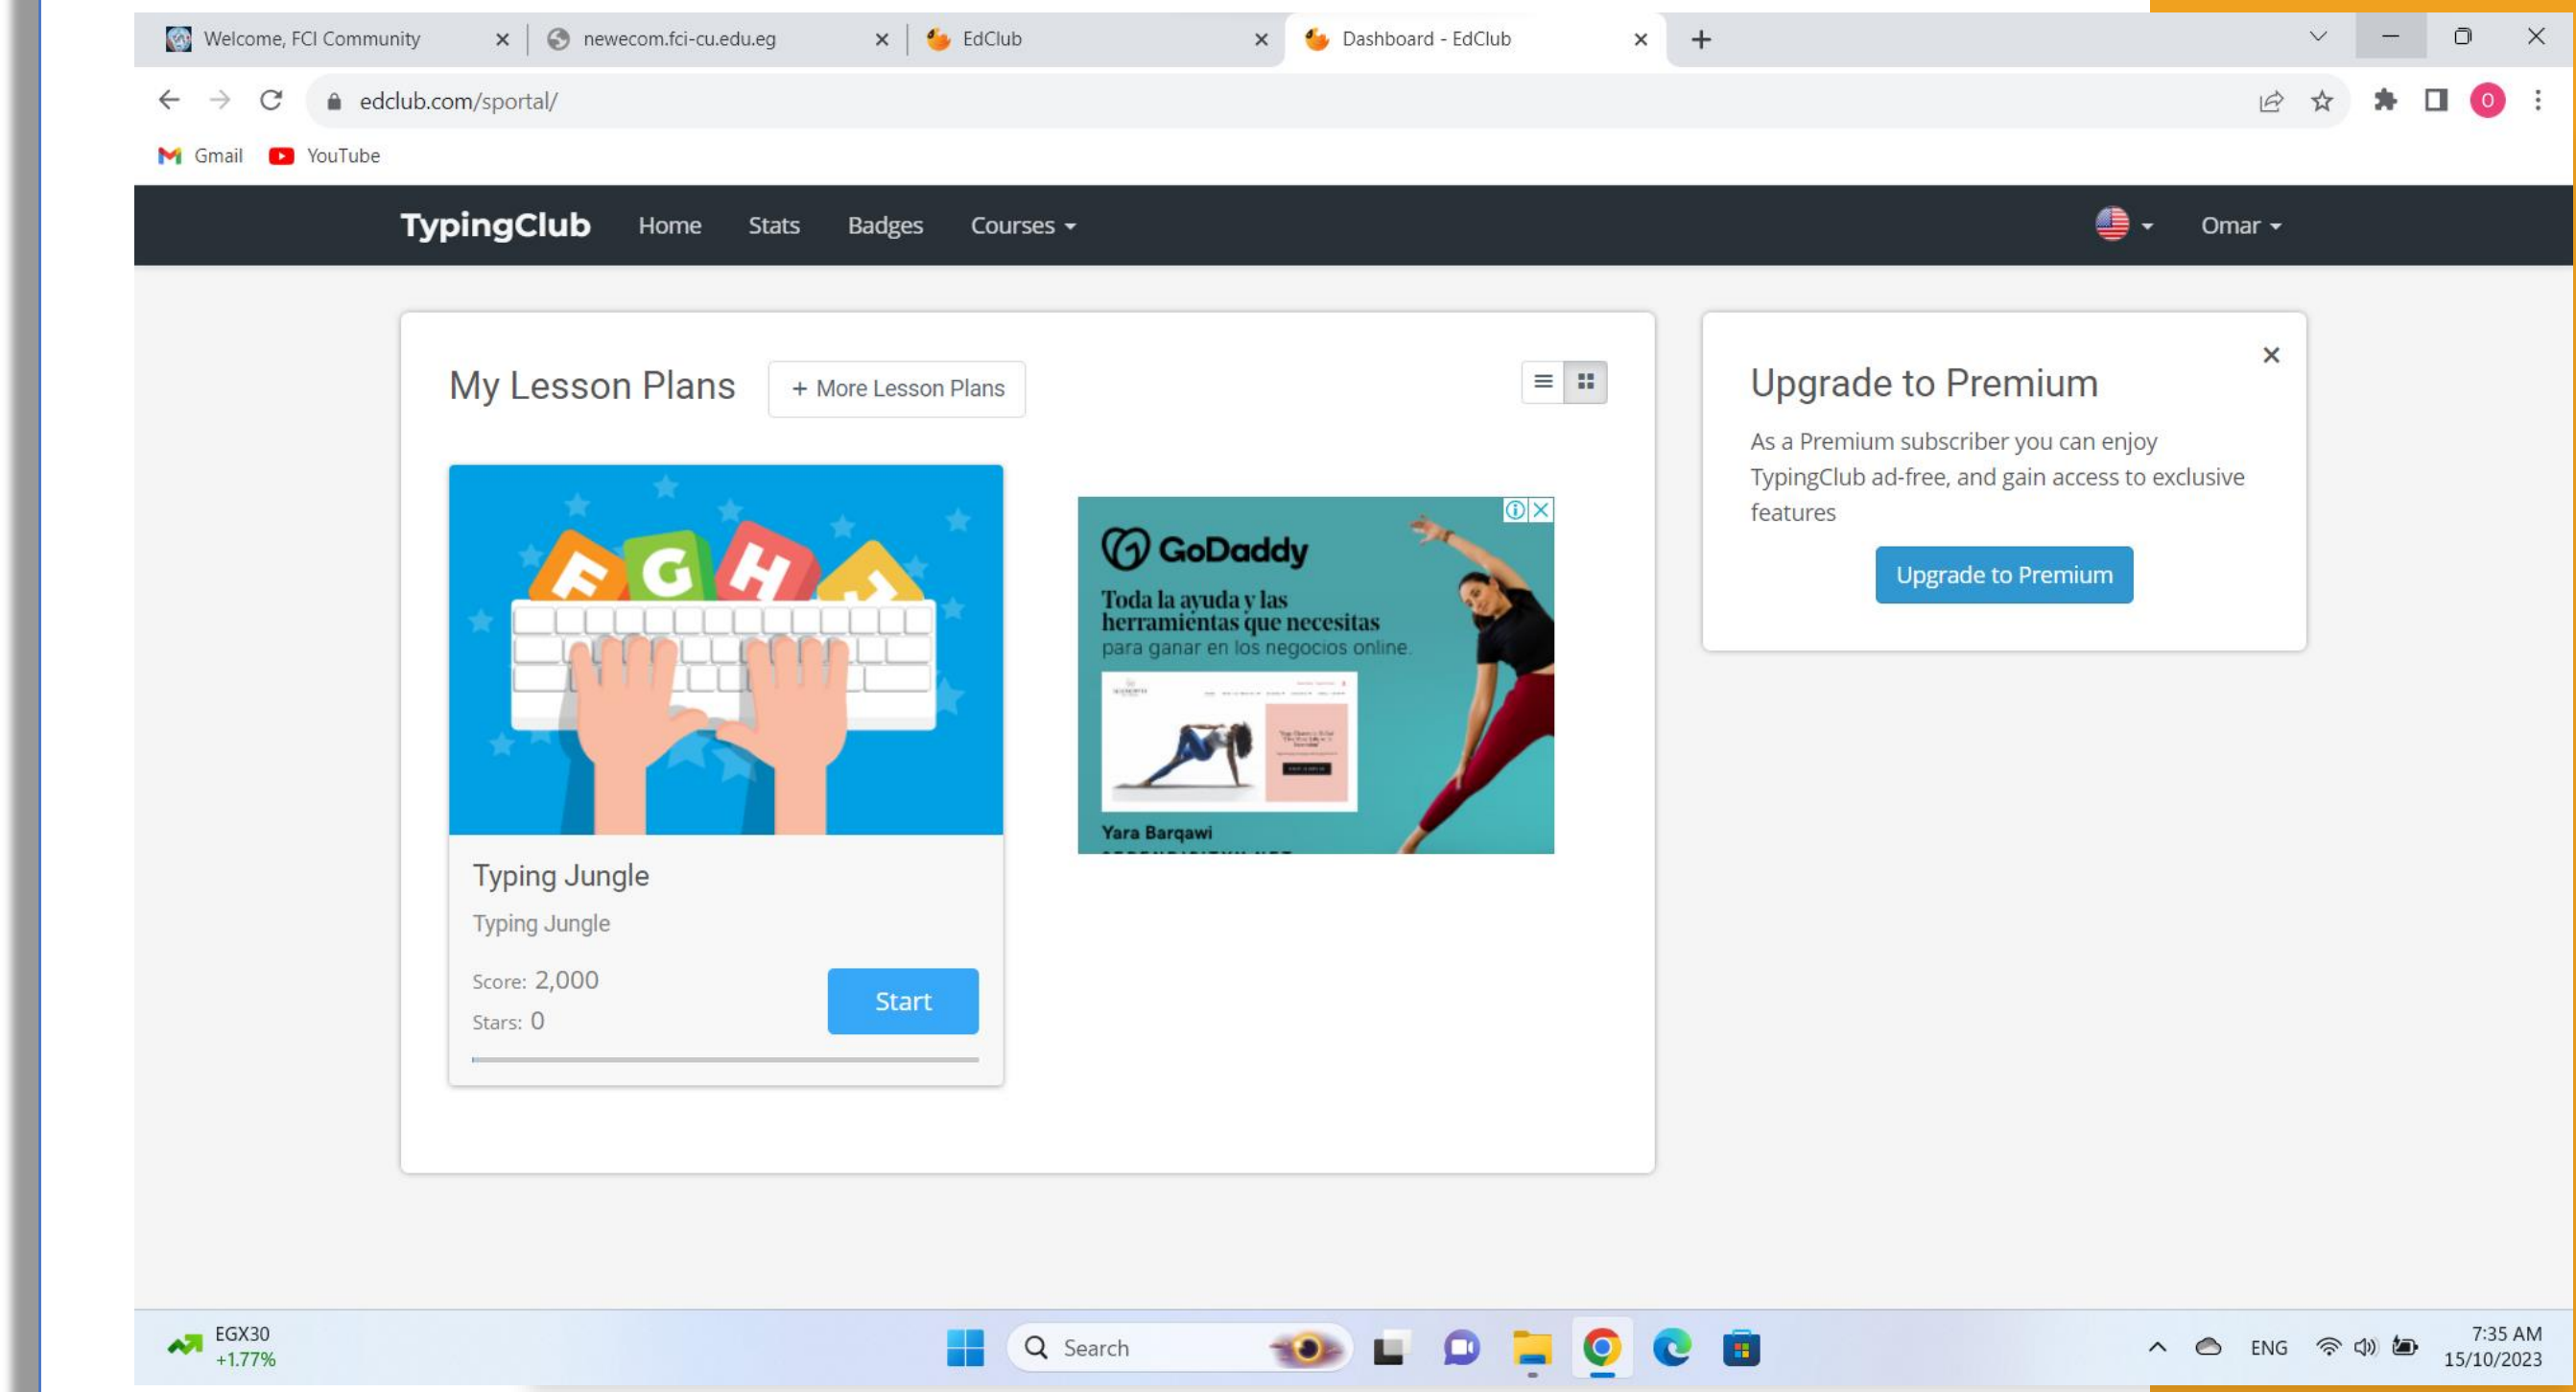 Welcome, FCI Community
newecom.fci-cu.edu.eg
EdClub
Dashboard - EdClub
edclub.com/sportal/
O
Gmail
YouTube
TypingClub
Home
Stats
Badges
Courses
Omar
My Lesson Plans
+ More Lesson Plans
F G H J
GoDaddy
Toda la ayuda y las
herramientas que necesitas
para ganar en los negocios online.
Yara Barqawi
Typing Jungle
Typing Jungle
Score: 2,000
Stars: 0
Start
Upgrade to Premium
As a Premium subscriber you can enjoy
TypingClub ad-free, and gain access to exclusive
features
Upgrade to Premium
EGX30
+1.77%
Search
ENG
7:35 AM
15/10/2023